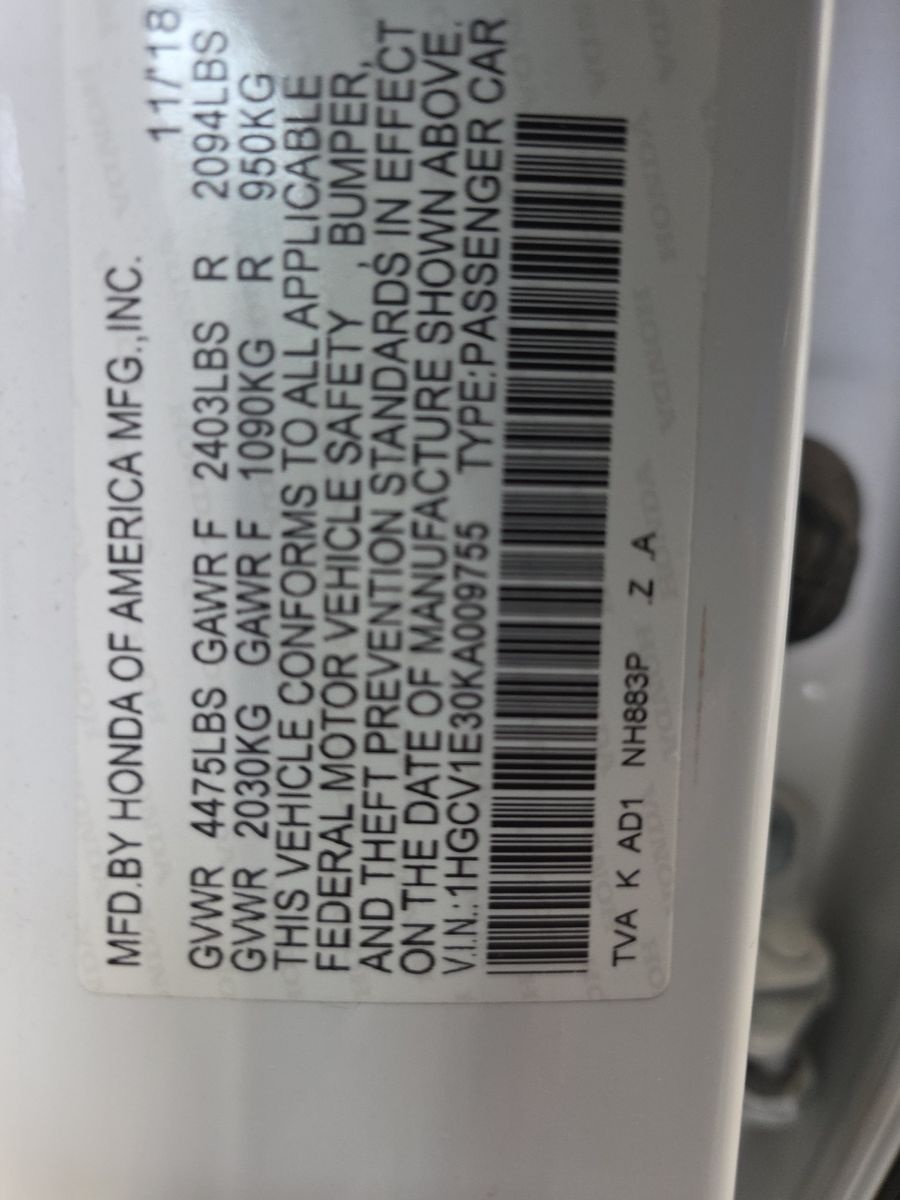 MFD.BY HONDA OF AMERICA MFG.,INC. 11/'18
GVWR 4475LBS GAWR F 2403LBS R 2094LBS
GVWR 2030KG GAWR F 1090KG R 950KG
THIS VEHICLE CONFORMS TO ALL APPLICABLE
FEDERAL MOTOR VEHICLE SAFETY , BUMPER,
AND THEFT PREVENTION STANDARDS, IN EFFECT
ON THE DATE OF MANUFACTURE SHOWN ABOVE.
V.I.N.:1HGCV1E30KA009755 TYPE:PASSENGER CAR
TVA K AD1 NH883P .Z A